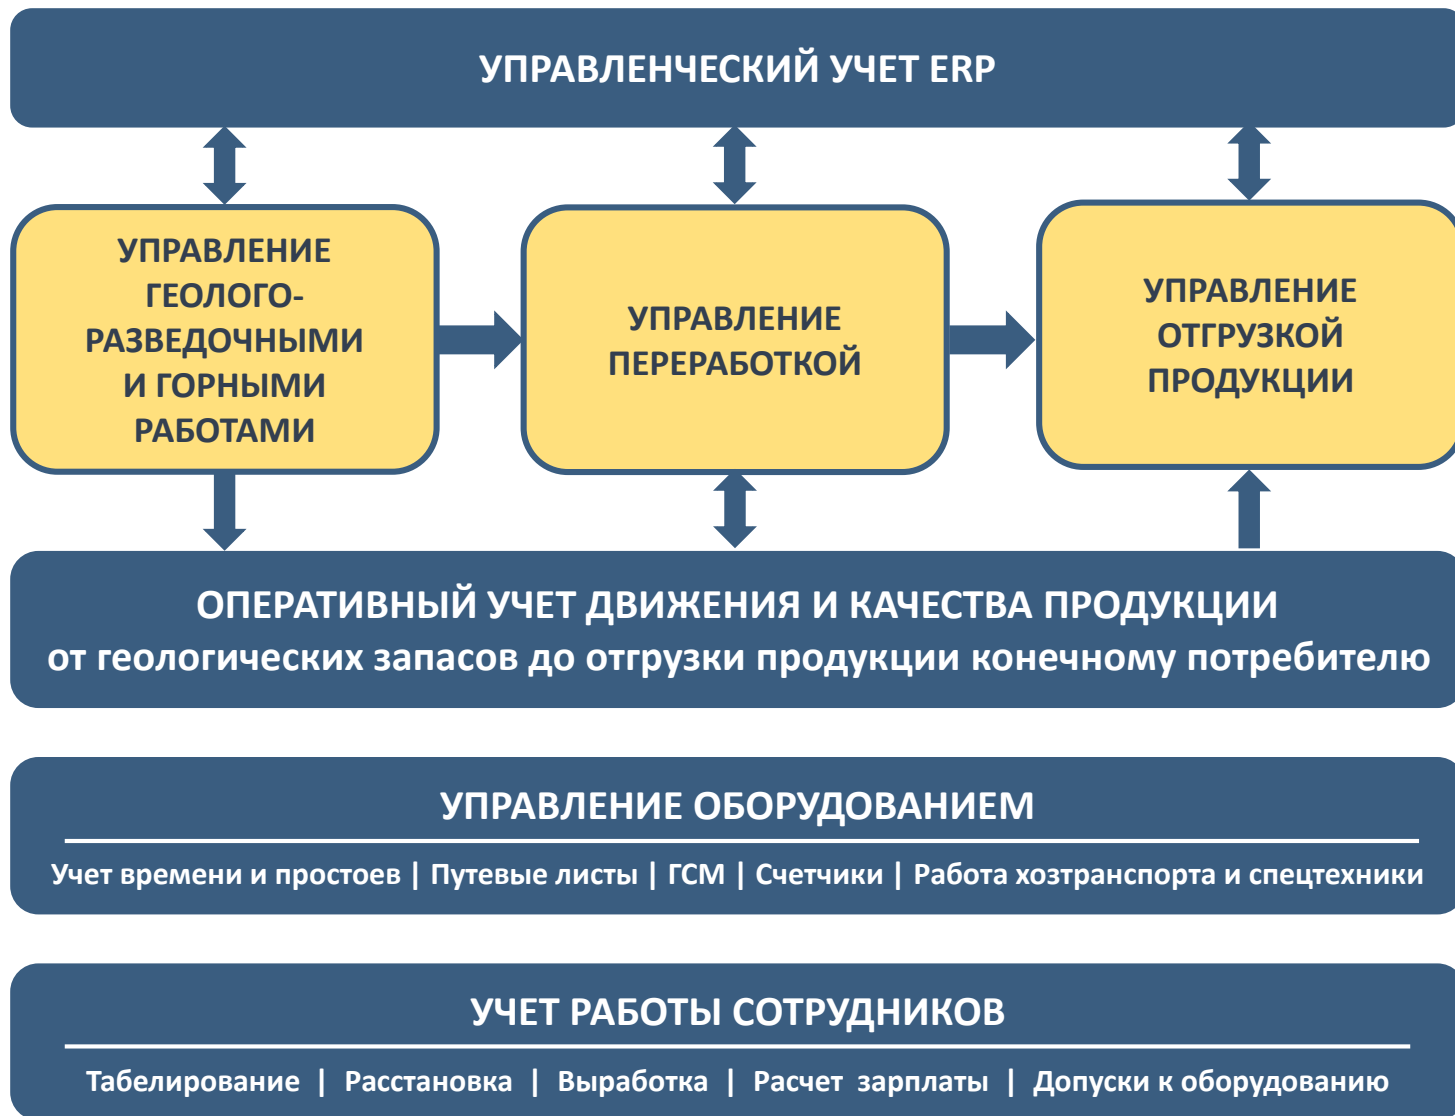 УПРАВЛЕНЧЕСКИЙ УЧЕТ ERP
УПРАВЛЕНИЕ
ГЕОЛОГО-
РАЗВЕДОЧНЫМИ
И ГОРНЫМИ
РАБОТАМИ
УПРАВЛЕНИЕ
ПЕРЕРАБОТКОЙ
УПРАВЛЕНИЕ
ОТГРУЗКОЙ
ПРОДУКЦИИ
ОПЕРАТИВНЫЙ УЧЕТ ДВИЖЕНИЯ И КАЧЕСТВА ПРОДУКЦИИ
от геологических запасов до отгрузки продукции конечному потребителю
УПРАВЛЕНИЕ ОБОРУДОВАНИЕМ
Учет времени и простоев | Путевые листы | ГСМ | Счетчики | Работа хозтранспорта и спецтехники
УЧЕТ РАБОТЫ СОТРУДНИКОВ
Табелирование | Расстановка | Выработка | Расчет зарплаты | Допуски к оборудованию